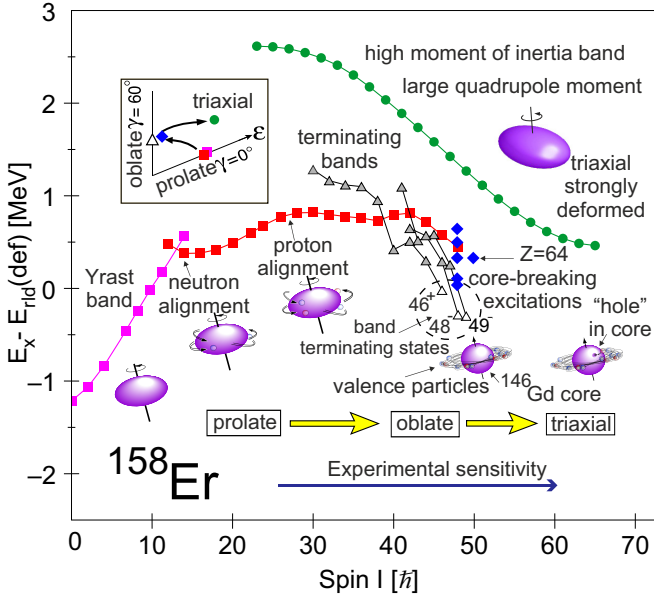 3
2
1
0
−1
−2
Eₓ- E_rld(def) [MeV]
high moment of inertia band
large quadrupole moment
triaxial
oblate γ = 60°
ε
prolate γ=0°
terminating
bands
triaxial
strongly
deformed
Z=64
core-breaking
excitations
proton
alignment
Yrast
band
neutron
alignment
46⁺
48⁻
49⁻
band
terminating states
“hole”
in core
valence particles
146
Gd core
prolate
oblate
triaxial
¹⁵⁸Er
Experimental sensitivity
0
10
20
30
40
50
60
70
Spin I [ℏ]